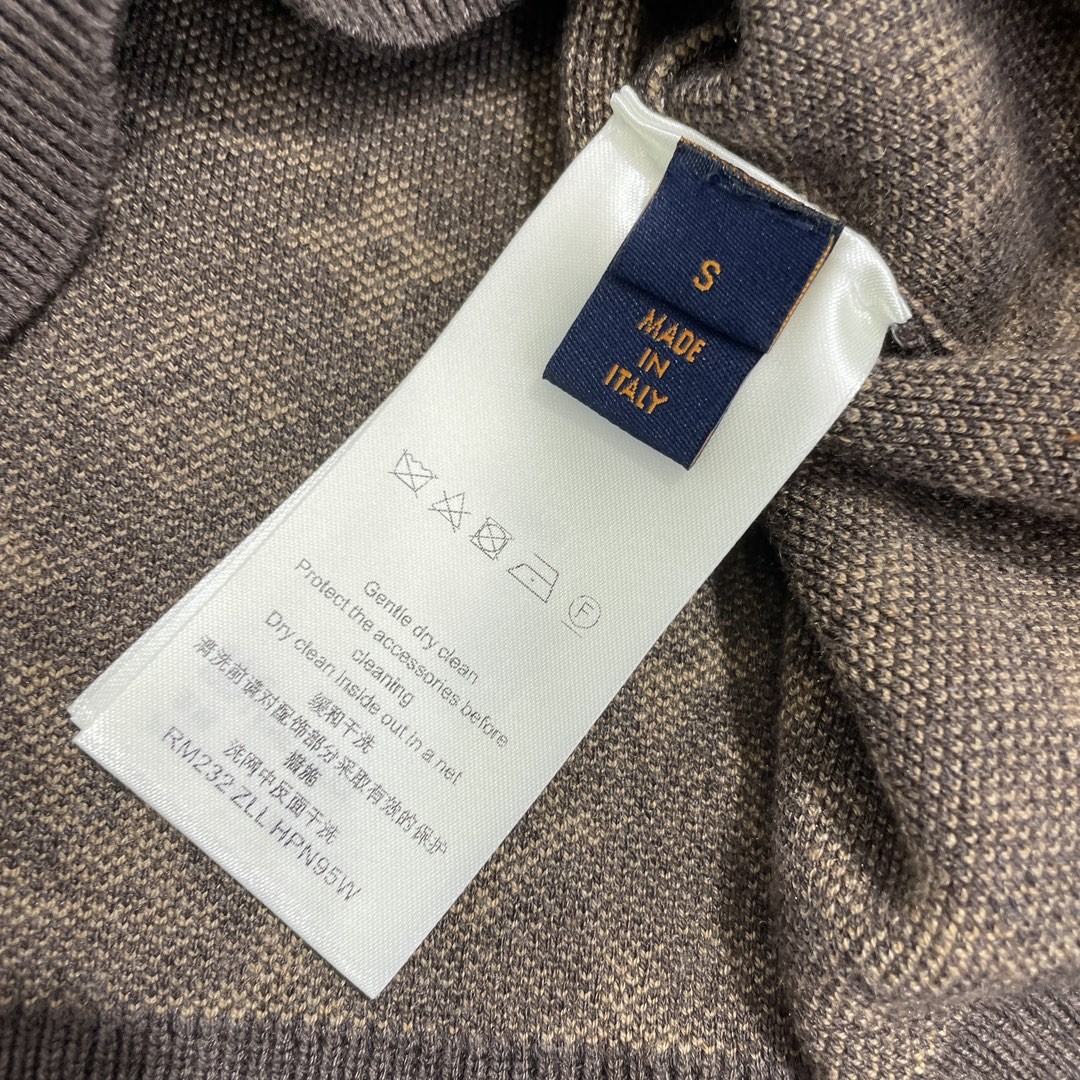 S
MADE
IN
ITALY
F
Gentle dry clean
Protect the accessories before
cleaning
Dry clean inside out in a net
缓和干洗
清洗前请对配饰部分采取有效的保护
措施
洗网中反面干洗
RM232 ZLL HPN95W